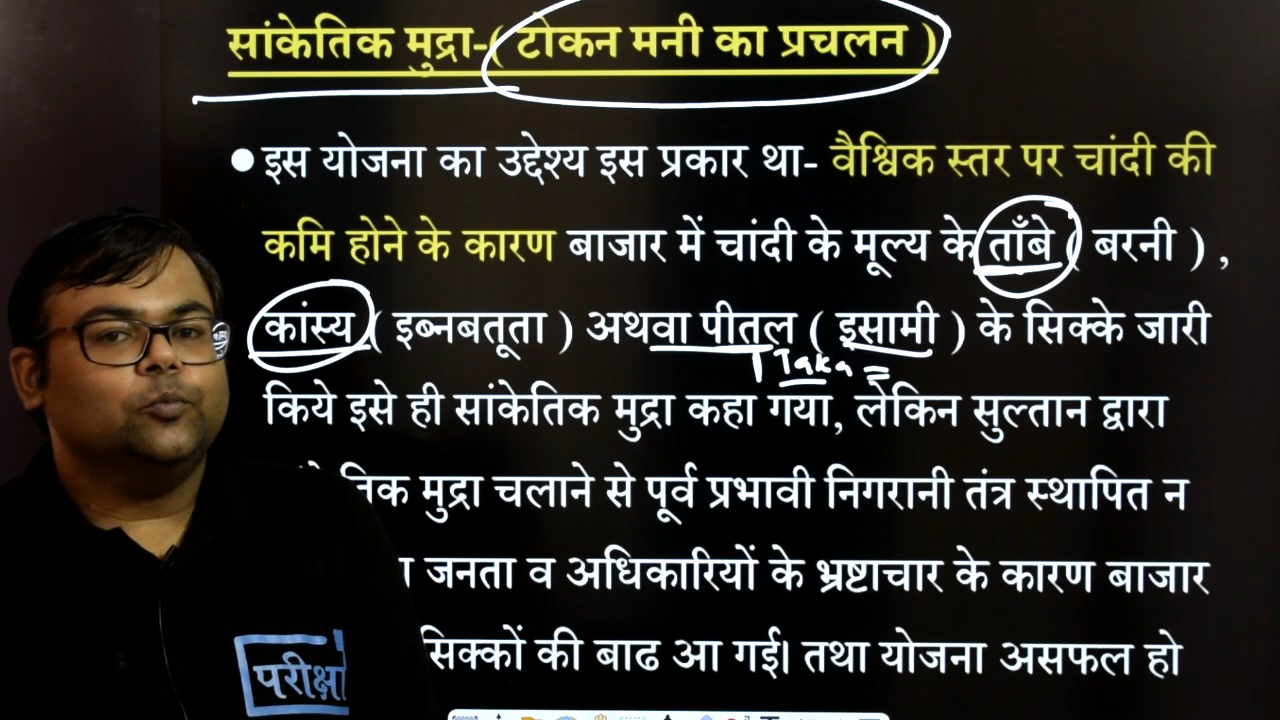 सांकेतिक मुद्रा-( टोकन मनी का प्रचलन )
●इस योजना का उद्देश्य इस प्रकार था- वैश्विक स्तर पर चांदी की
कमि होने के कारण बाजार में चांदी के मूल्य के ताँबे ( बरनी ) ,
कांस्य ( इब्नबतूता ) अथवा पीतल ( इसामी ) के सिक्के जारी
Taka =
किये इसे ही सांकेतिक मुद्रा कहा गया, लेकिन सुल्तान द्वारा
मुद्रा चलाने से पूर्व प्रभावी निगरानी तंत्र स्थापित न
जनता व अधिकारियों के भ्रष्टाचार के कारण बाजार
सिक्कों की बाढ आ गई। तथा योजना असफल हो
परीक्षा